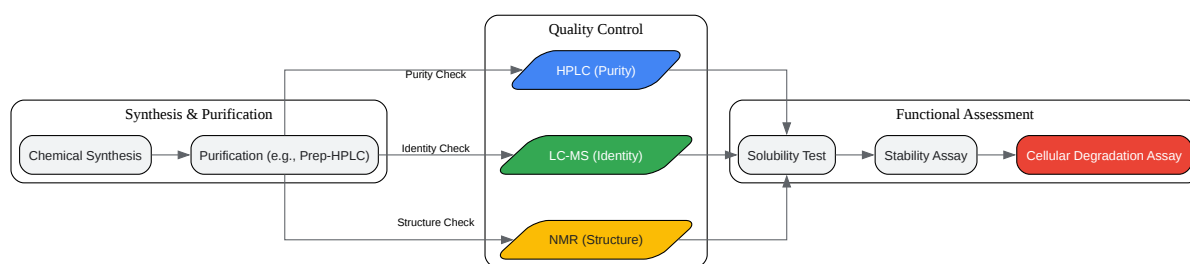 Quality Control
HPLC (Purity)
Purity Check
Synthesis & Purification
Functional Assessment
Chemical Synthesis
Purification (e.g., Prep-HPLC)
Identity Check
LC-MS (Identity)
Solubility Test
Stability Assay
Cellular Degradation Assay
Structure Check
NMR (Structure)